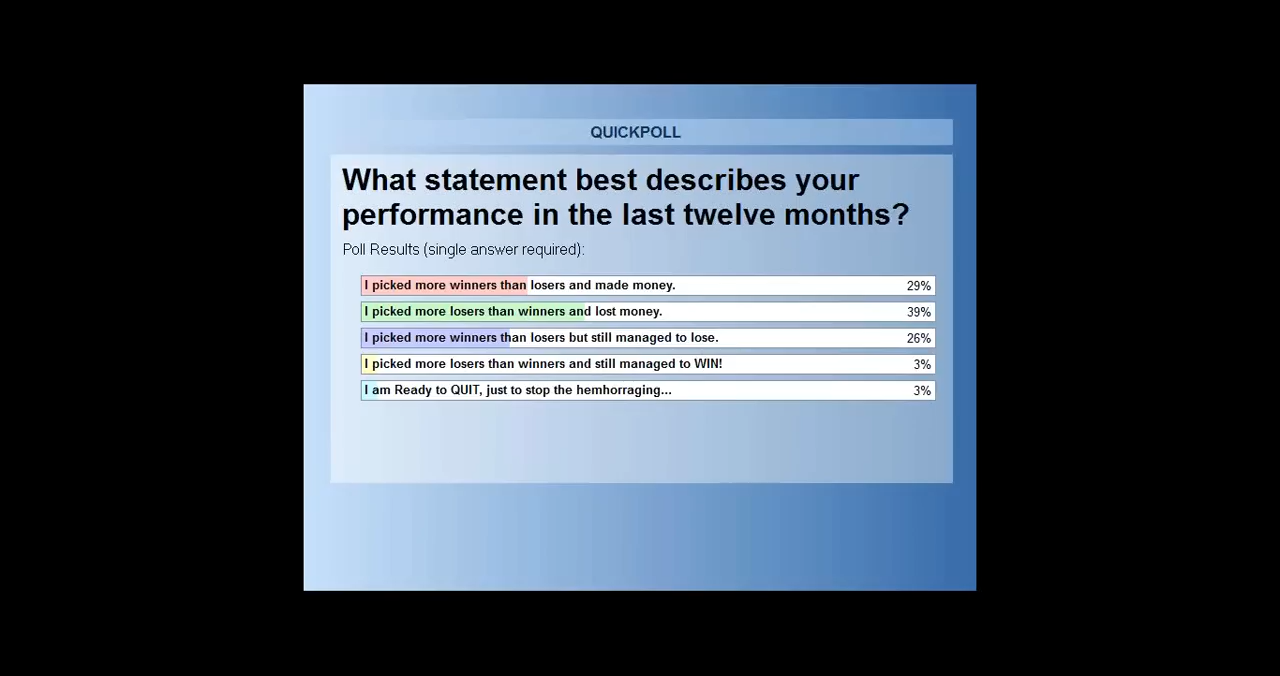 QUICKPOLL
What statement best describes your
performance in the last twelve months?
Poll Results (single answer required):
I picked more winners than losers and made money. 29%
I picked more losers than winners and lost money. 39%
I picked more winners than losers but still managed to lose. 26%
I picked more losers than winners and still managed to WIN! 3%
I am Ready to QUIT, just to stop the hemhorraging... 3%